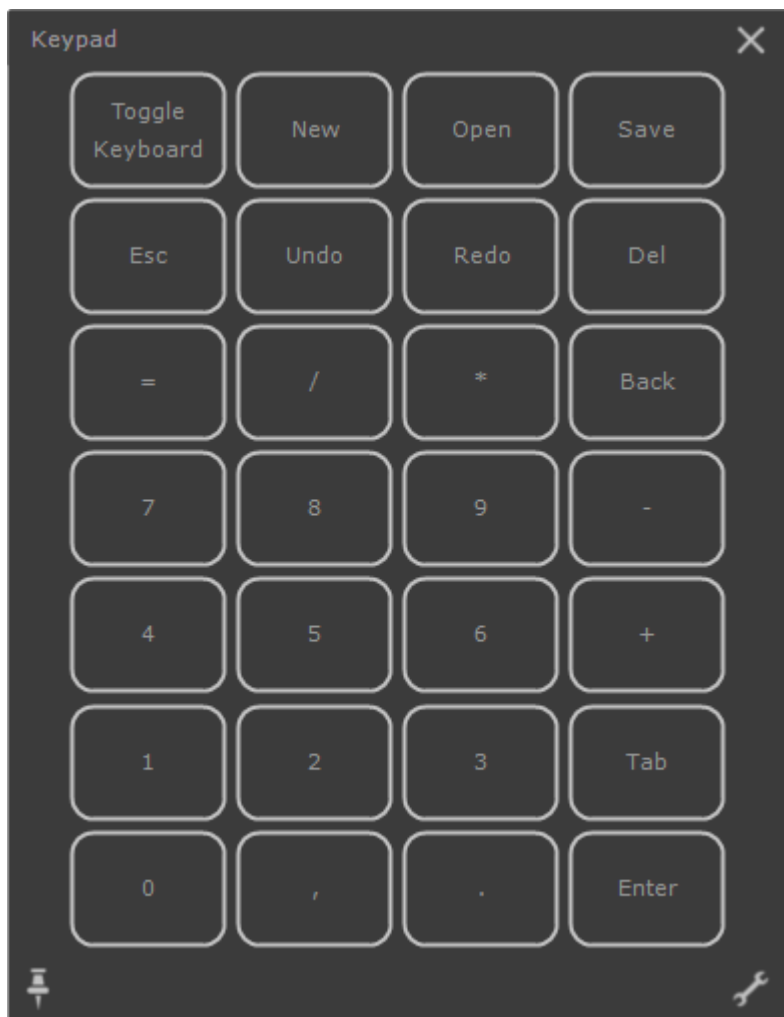 Keypad
Toggle
Keyboard
New
Open
Save
Esc
Undo
Redo
Del
=
/
*
Back
7
8
9
-
4
5
6
+
1
2
3
Tab
0
,
.
Enter